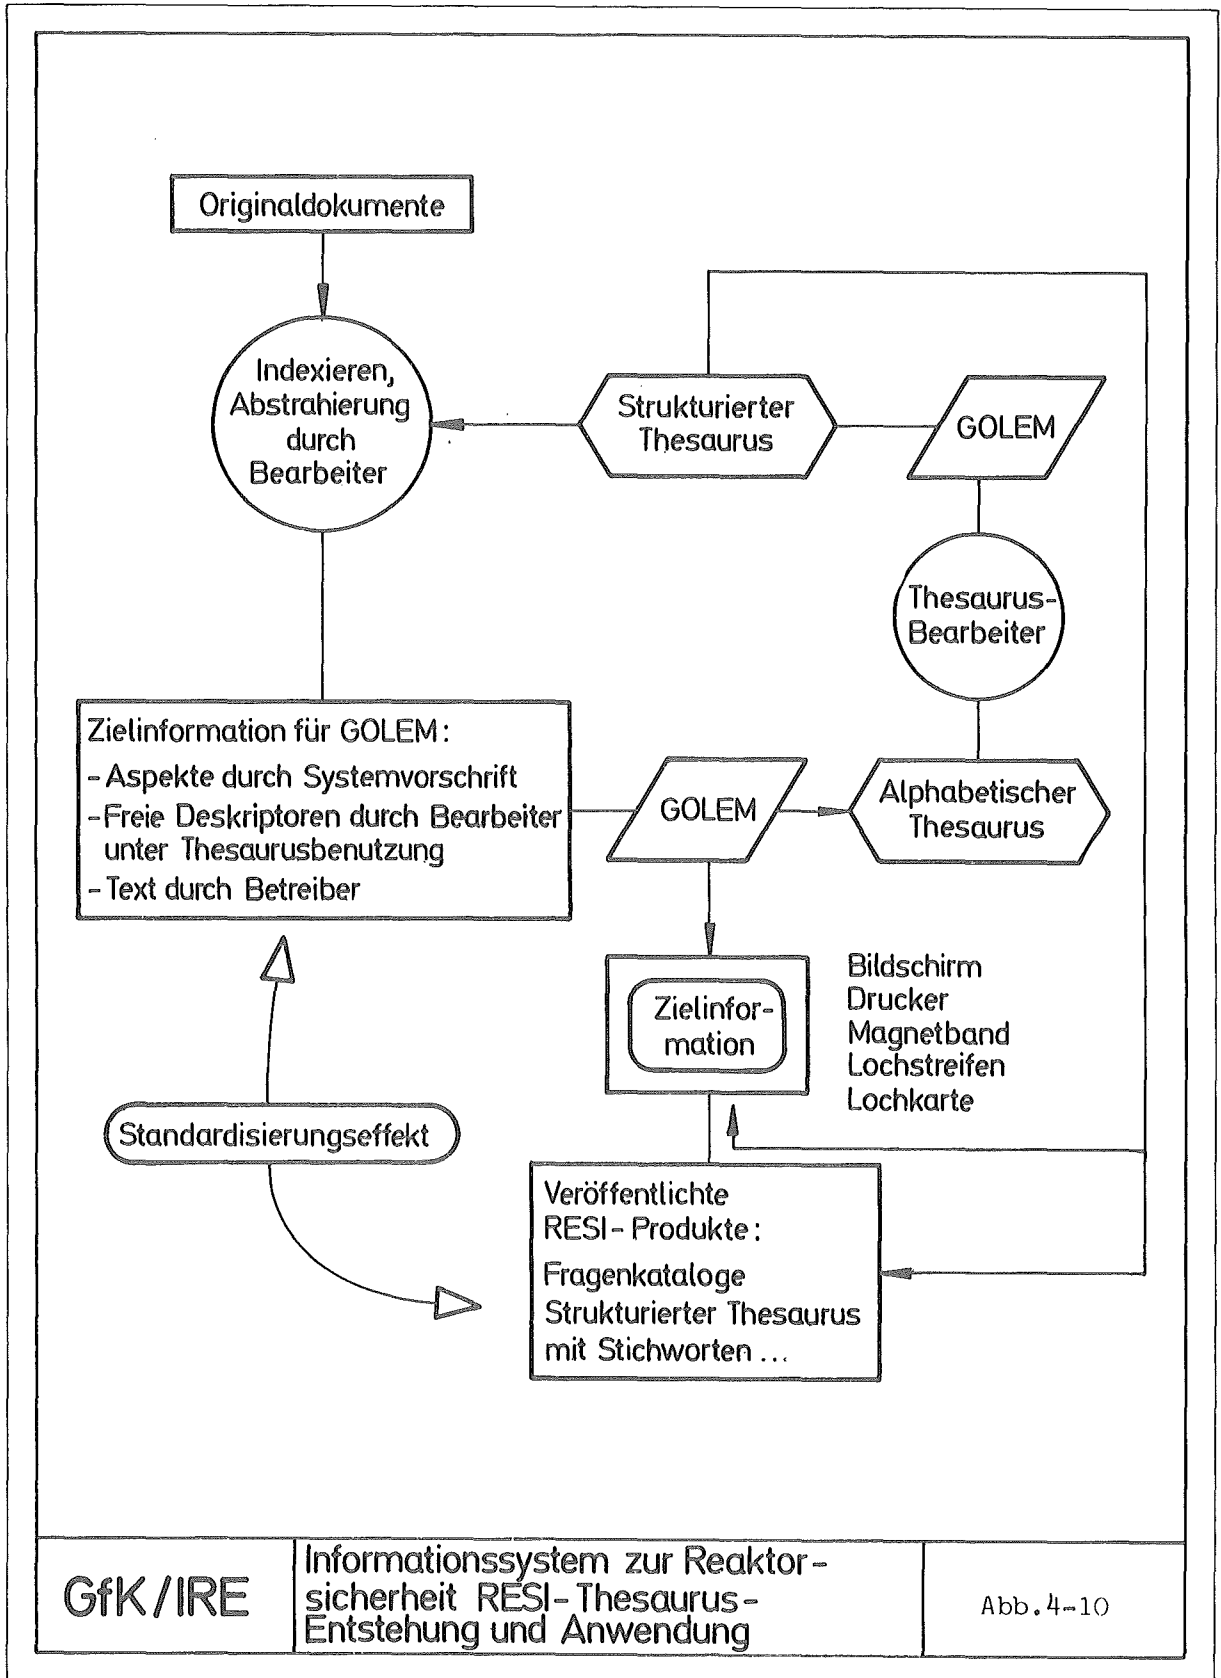 Originaldokumente
Indexieren,
Abstrahierung
durch
Bearbeiter
Strukturierter
Thesaurus
GOLEM
Thesaurus-
Bearbeiter
Zielinformation für GOLEM:
- Aspekte durch Systemvorschrift
- Freie Deskriptoren durch Bearbeiter
unter Thesaurusbenutzung
- Text durch Betreiber
GOLEM
Alphabetischer
Thesaurus
Zielinfor-
mation
Bildschirm
Drucker
Magnetband
Lochstreifen
Lochkarte
Standardisierungseffekt
Veröffentlichte
RESI-Produkte:
Fragenkataloge
Strukturierter Thesaurus
mit Stichworten ...
GfK/IRE
Informationssystem zur Reaktor-
sicherheit RESI-Thesaurus-
Entstehung und Anwendung
Abb.4-10